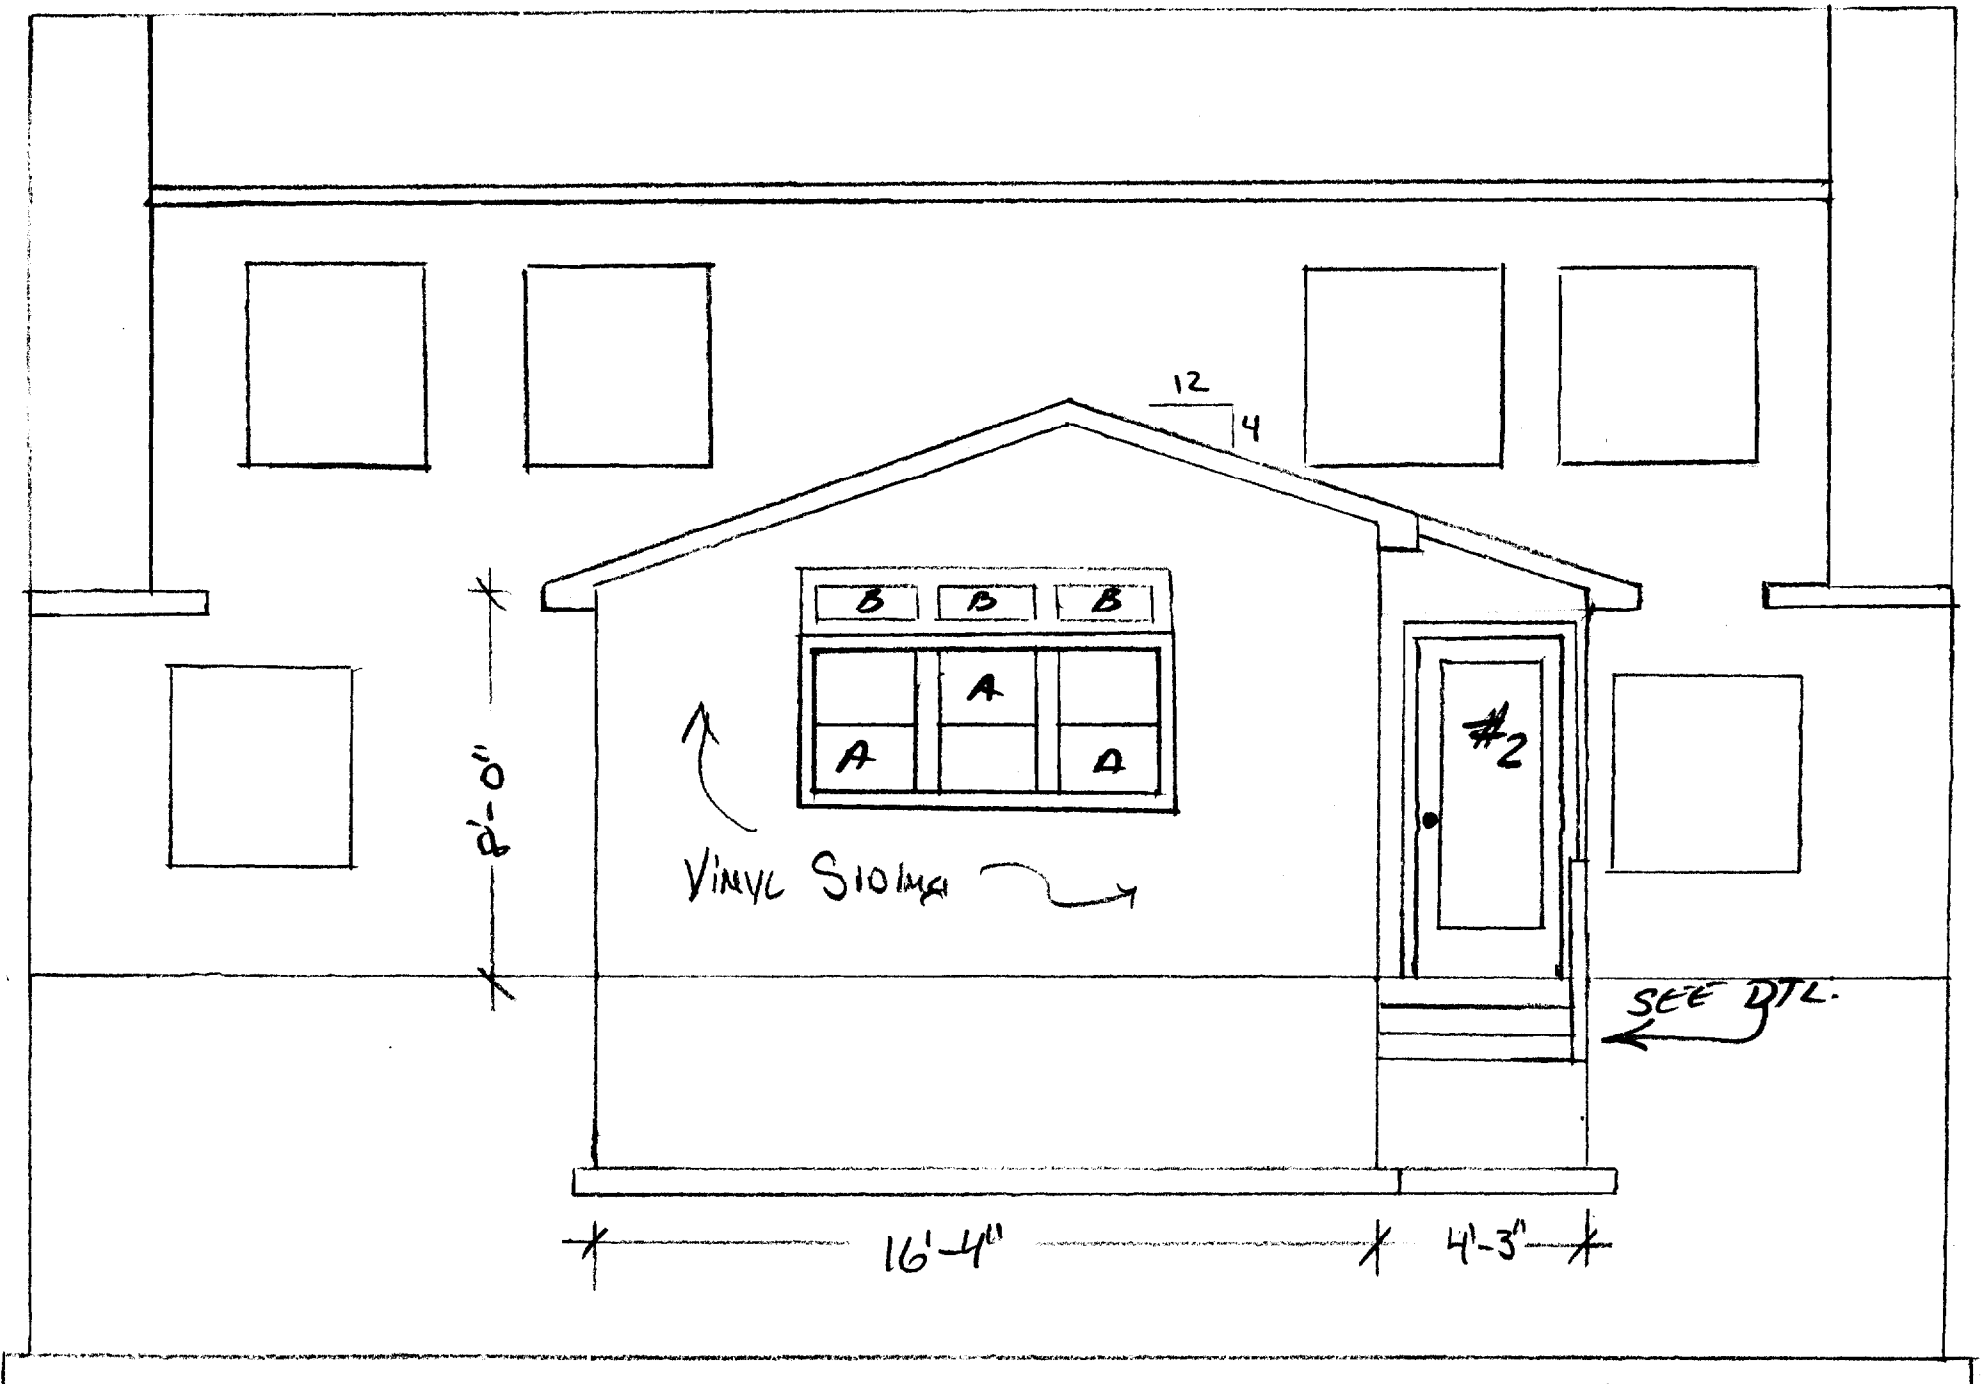 12
4
B B B
A
A A
#2
8'-0"
VINYL SIDING
SEE DTL.
16'-4" 4'-3"